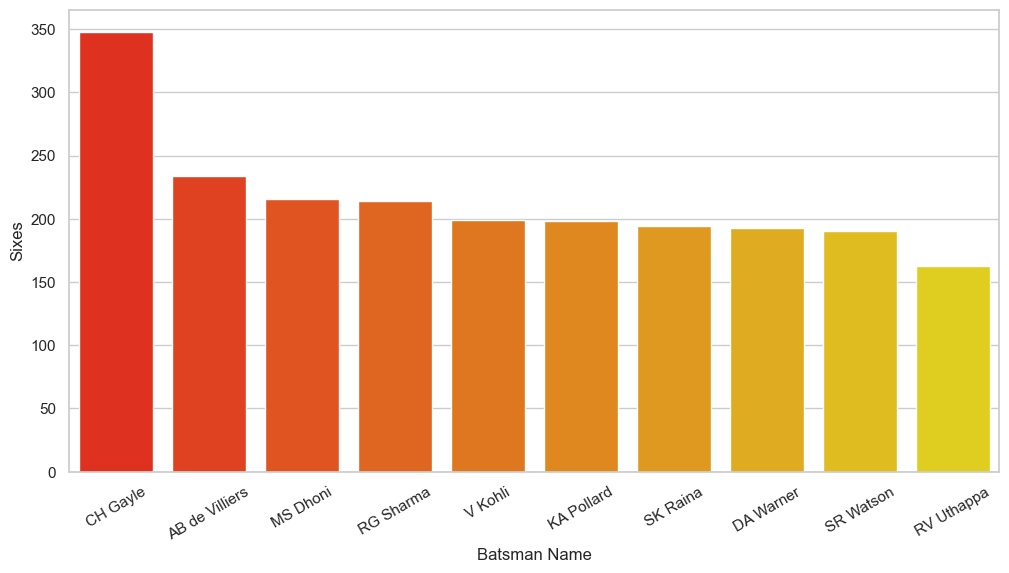 350
300
250
200
150
100
50
0
Sixes
CH Gayle
AB de Villiers
MS Dhoni
RG Sharma
V Kohli
KA Pollard
SK Raina
DA Warner
SR Watson
RV Uthappa
Batsman Name